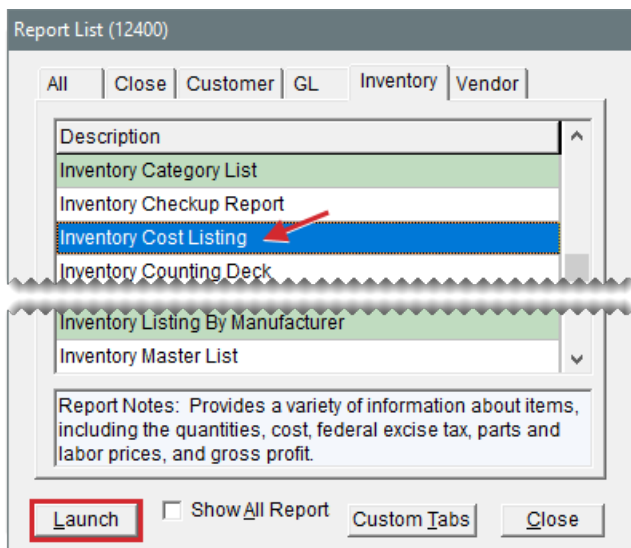 Report List (12400)
All Close Customer GL Inventory Vendor
Description
Inventory Category List
Inventory Checkup Report
Inventory Cost Listing
Inventory Counting Deck
Inventory Listing By Manufacturer
Inventory Master List
Report Notes:  Provides a variety of information about items,
including the quantities, cost, federal excise tax, parts and
labor prices, and gross profit.
Launch Show All Report Custom Tabs Close